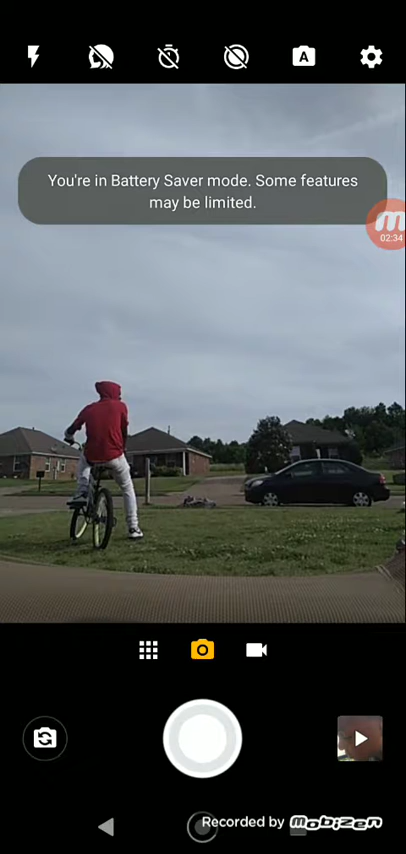 A
You're in Battery Saver mode. Some features
may be limited.
02:34
Recorded by Mobizen